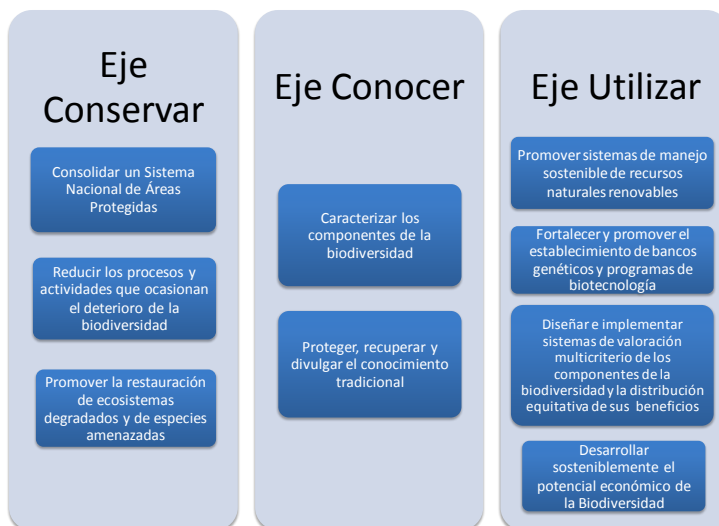 Eje
Conservar
Consolidar un Sistema
Nacional de Áreas
Protegidas
Reducir los procesos y
actividades que ocasionan
el deterioro de la
biodiversidad
Promover la restauración
de ecosistemas
degradados y de especies
amenazadas
Eje Conocer
Caracterizar los
componentes de la
biodiversidad
Proteger, recuperar y
divulgar el conocimiento
tradicional
Eje Utilizar
Promover sistemas de manejo
sostenible de recursos
naturales renovables
Fortalecer y promover el
establecimiento de bancos
genéticos y programas de
biotecnología
Diseñar e implementar
sistemas de valoración
multicriterio de los
componentes de la
biodiversidad y la distribución
equitativa de sus beneficios
Desarrollar
sosteniblemente el
potencial económico de
la Biodiversidad